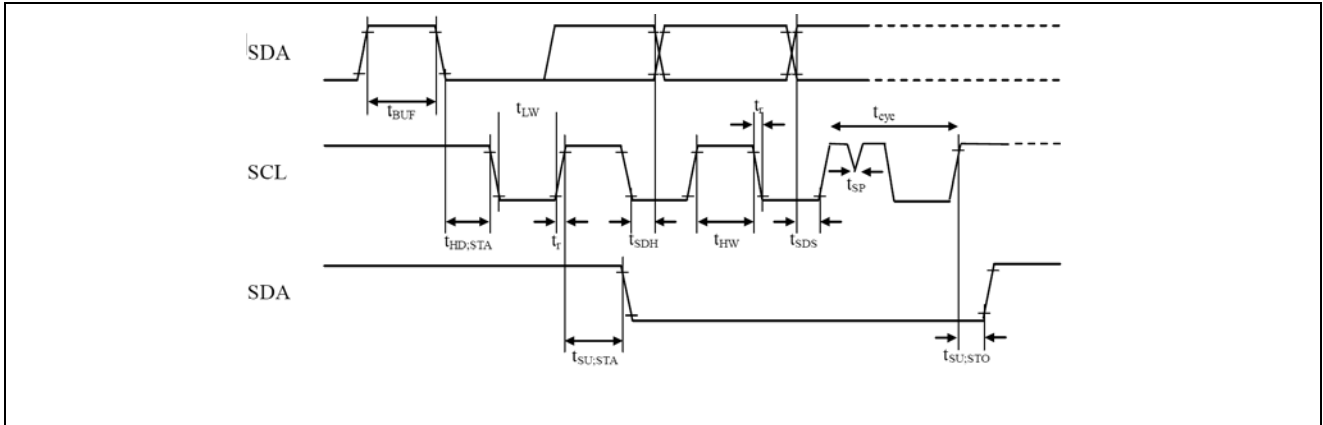 SDA
tBUF
tLW
tr
tcyc
SCL
tSP
tHD;STA
tr
tSDH
tHW
tSDS
SDA
tSU;STA
tSU;STO